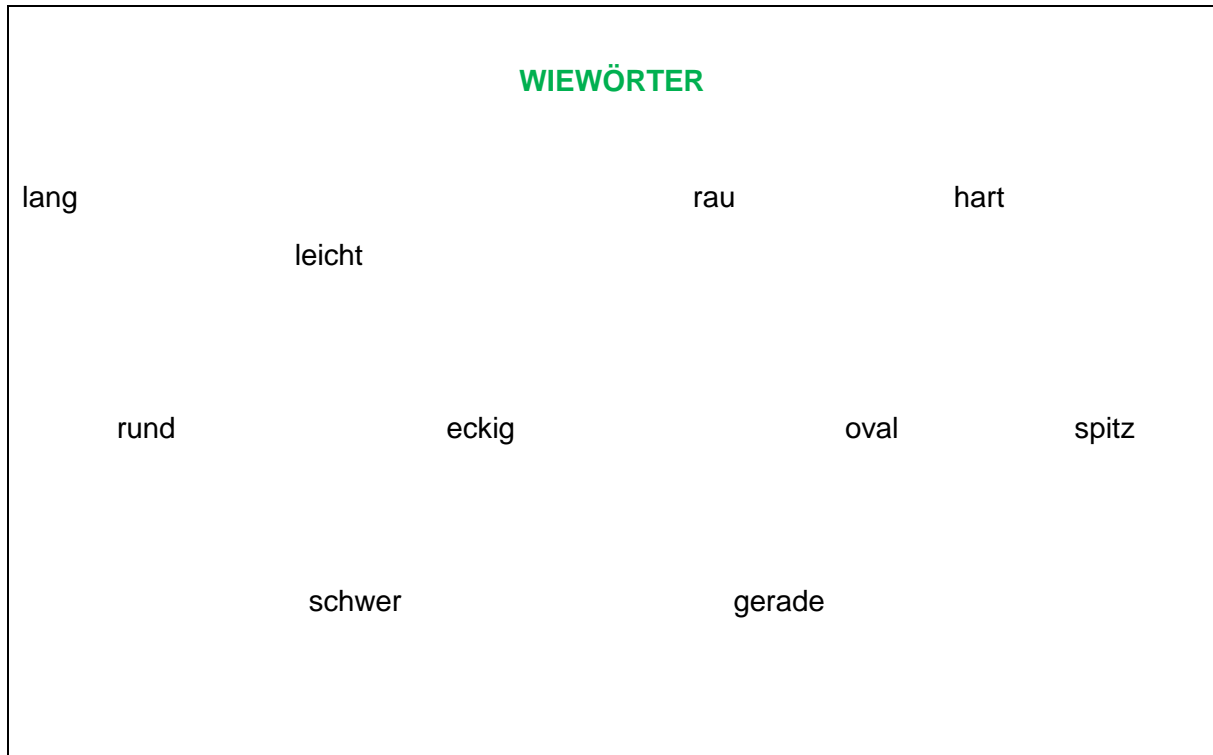 WIEWÖRTER
lang rau hart
leicht
rund eckig oval spitz
schwer gerade